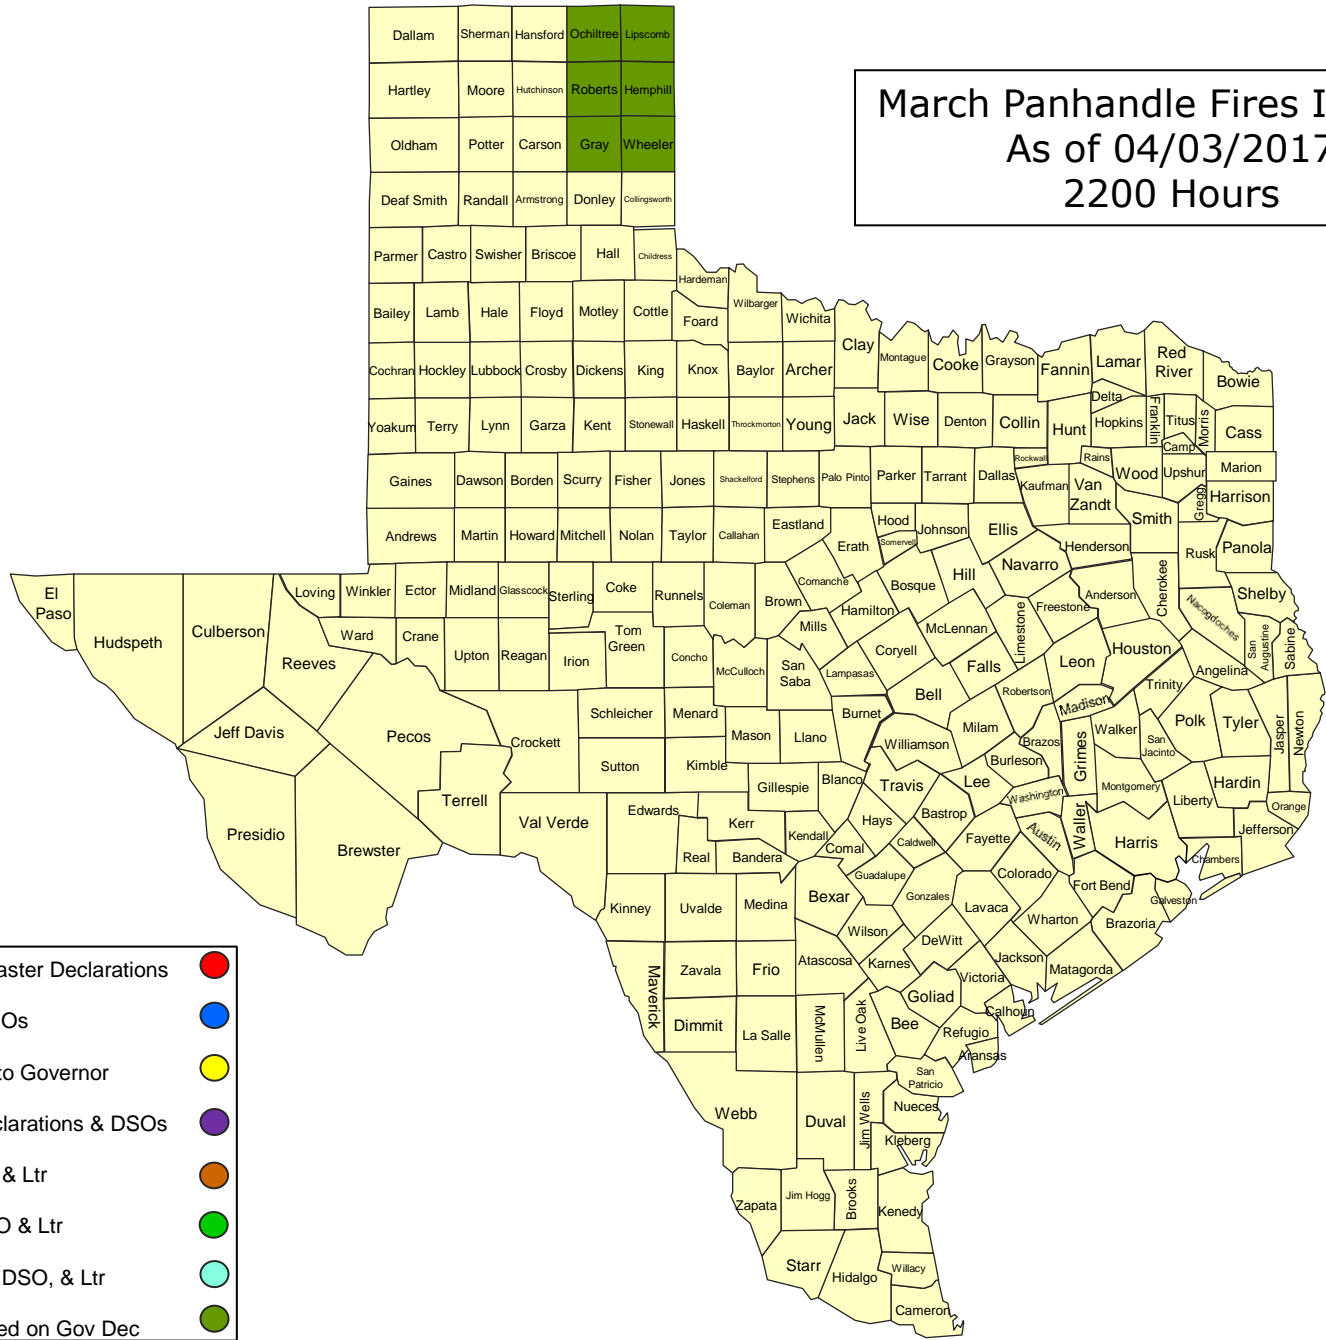 Dallam Sherman Hansford Ochiltree Lipscomb
Hartley Moore Hutchinson Roberts Hemphill
Oldham Potter Carson Gray Wheeler
Deaf Smith Randall Armstrong Donley Collingsworth
Parmer Castro Swisher Briscoe Hall Childress
Hardeman
Bailey Lamb Hale Floyd Motley Cottle Foard Wilbarger Wichita
Clay Montague Cooke Grayson Fannin Lamar Red
River Bowie
Cochran Hockley Lubbock Crosby Dickens King Knox Baylor Archer
Delta
Yoakum Terry Lynn Garza Kent Stonewall Haskell Throckmorton Young Jack Wise Denton Collin Hunt Hopkins Franklin Titus Morris Cass
Camp
Gaines Dawson Borden Scurry Fisher Jones Shackelford Stephens Palo Pinto Parker Tarrant Dallas Rockwall Kaufman Rains Van
Zandt Wood Upshur Gregg Marion
Harrison
Andrews Martin Howard Mitchell Nolan Taylor Callahan Eastland Erath Hood Somervell Johnson Ellis Henderson Smith Rusk Panola
El
Paso Hudspeth Culberson Loving Winkler Ector Midland Glasscock Sterling Coke Runnels Coleman Brown Comanche Hamilton Bosque Hill Navarro Freestone Anderson Cherokee Nacogdoches Shelby
Reeves Ward Crane Upton Reagan Irion Tom
Green Concho McCulloch San
Saba Mills Lampasas Coryell McLennan Limestone Falls Leon Houston Angelina San
Augustine Sabine
Jeff Davis Pecos Crockett Schleicher Menard Mason Llano Burnet Bell Milam Robertson Madison Trinity Walker San
Jacinto Polk Tyler Jasper Newton
Presidio Brewster Terrell Val Verde Sutton Kimble Gillespie Blanco Williamson Travis Lee Burleson Brazos Grimes Washington Montgomery Liberty Hardin Orange
Edwards Kerr Kendall Real Bandera Comal Hays Caldwell Bastrop Fayette Austin Waller Harris Chambers Jefferson
Kinney Uvalde Medina Bexar Guadalupe Gonzales Lavaca Colorado Wharton Fort Bend Brazoria Galveston
Maverick Zavala Frio Atascosa Wilson Karnes DeWitt Victoria Jackson Matagorda
Dimmit La Salle McMullen Live Oak Bee Goliad Refugio Calhoun Aransas
Webb Duval Jim Wells San
Patricio Nueces Kleberg
Zapata Jim Hogg Brooks Kenedy
Starr Hidalgo Willacy Cameron
March Panhandle Fires
As of 04/03/2017
2200 Hours
Declarations
to Governor
& DSOs
& Ltr
& Ltr
DSO, & Ltr
on Gov Dec